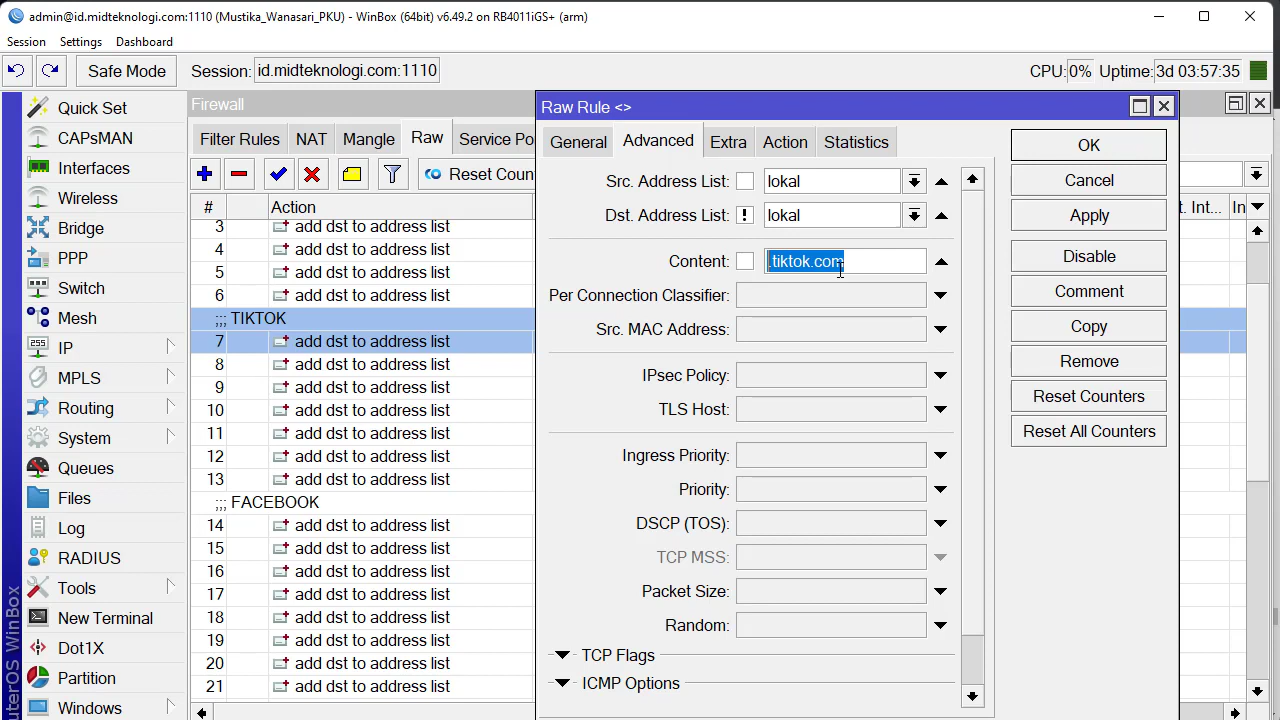 admin@id.midteknologi.com:1110 (Mustika_Wanasari_PKU) - WinBox (64bit) v6.49.2 on RB4011iGS+ (arm)
Session Settings Dashboard
Safe Mode Session: id.midteknologi.com:1110 CPU: 0% Uptime: 3d 03:57:35
Quick Set
CAPsMAN
Interfaces
Wireless
Bridge
PPP
Switch
Mesh
IP
MPLS
Routing
System
Queues
Files
Log
RADIUS
Tools
New Terminal
Dot1X
Partition
Windows
uterOS WinBox
Firewall
Filter Rules NAT Mangle Raw Service Po
Reset Coun
# Action
3 add dst to address list
4 add dst to address list
5 add dst to address list
6 add dst to address list
;;; TIKTOK
7 add dst to address list
8 add dst to address list
9 add dst to address list
10 add dst to address list
11 add dst to address list
12 add dst to address list
13 add dst to address list
;;; FACEBOOK
14 add dst to address list
15 add dst to address list
16 add dst to address list
17 add dst to address list
18 add dst to address list
19 add dst to address list
20 add dst to address list
21 add dst to address list
Raw Rule <>
General Advanced Extra Action Statistics
Src. Address List: lokal
Dst. Address List: ! lokal
Content: .tiktok.com
Per Connection Classifier:
Src. MAC Address:
IPsec Policy:
TLS Host:
Ingress Priority:
Priority:
DSCP (TOS):
TCP MSS:
Packet Size:
Random:
TCP Flags
ICMP Options
OK
Cancel
Apply
Disable
Comment
Copy
Remove
Reset Counters
Reset All Counters
t. Int... In